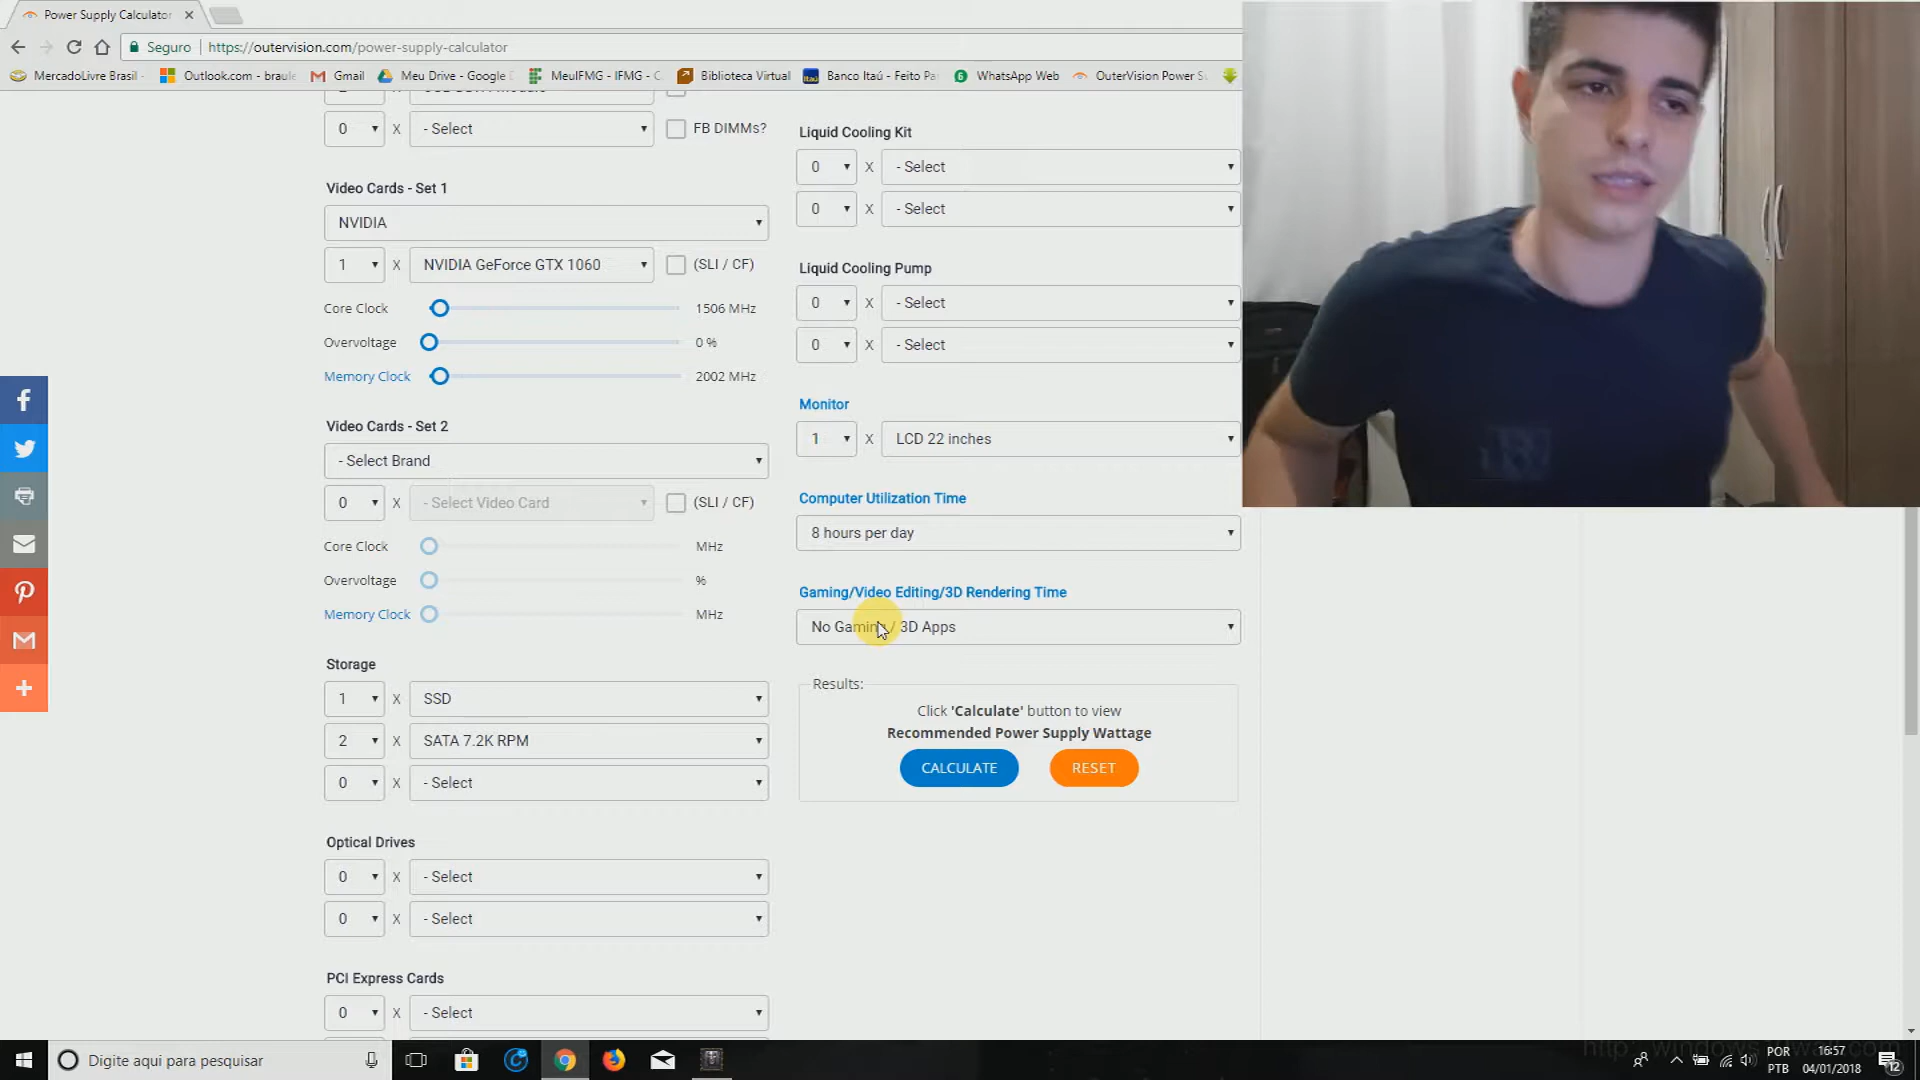 Power Supply Calculator
Seguro | https://outervision.com/power-supply-calculator
MercadoLivre Brasil
Outlook.com - braule
Gmail
Meu Drive - Google
MeuIFMG - IFMG - C
Biblioteca Virtual
Banco Itaú - Feito Pa
WhatsApp Web
OuterVision Power S
0 X - Select FB DIMMs?
Video Cards - Set 1
NVIDIA
1 X NVIDIA GeForce GTX 1060 (SLI / CF)
Core Clock 1506 MHz
Overvoltage 0 %
Memory Clock 2002 MHz
Video Cards - Set 2
- Select Brand
0 X - Select Video Card (SLI / CF)
Core Clock MHz
Overvoltage %
Memory Clock MHz
Storage
1 X SSD
2 X SATA 7.2K RPM
0 X - Select
Optical Drives
0 X - Select
0 X - Select
PCI Express Cards
0 X - Select
Liquid Cooling Kit
0 X - Select
0 X - Select
Liquid Cooling Pump
0 X - Select
0 X - Select
Monitor
1 X LCD 22 inches
Computer Utilization Time
8 hours per day
Gaming/Video Editing/3D Rendering Time
No Gaming / 3D Apps
Results:
Click 'Calculate' button to view
Recommended Power Supply Wattage
CALCULATE RESET
Digite aqui para pesquisar
POR
PTB
16:57
04/01/2018
12